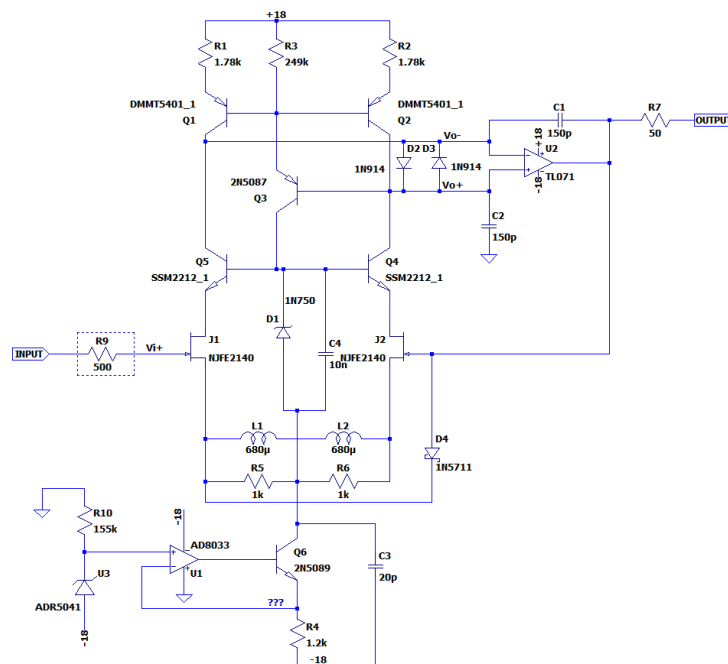 +18
R1
1.78k
R3
249k
R2
1.78k
DMMT5401_1
Q1
DMMT5401_1
Q2
C1
150p
R7
50
OUTPUT
Vo-
+18
U2
TL071
-18
D2
D3
1N914
1N914
2N5087
Q3
Vo+
C2
150p
Q5
SSM2212_1
Q4
SSM2212_1
1N750
D1
C4
10n
J1
NJFE2140
J2
NJFE2140
R9
500
INPUT
Vi+
L1
680µ
L2
680µ
D4
1N5711
R5
1k
R6
1k
R10
155k
-18
AD8033
U1
Q6
2N5089
C3
20p
U3
ADR5041
-18
???
R4
1.2k
-18